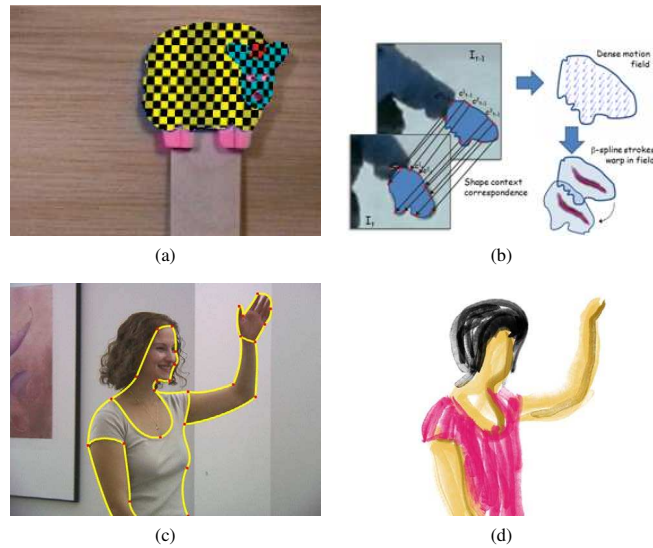 I_{t-1}
Dense motion
field
β-spline strokes
warp in field
Shape context
correspondence
I_t
(a)
(b)
(c)
(d)